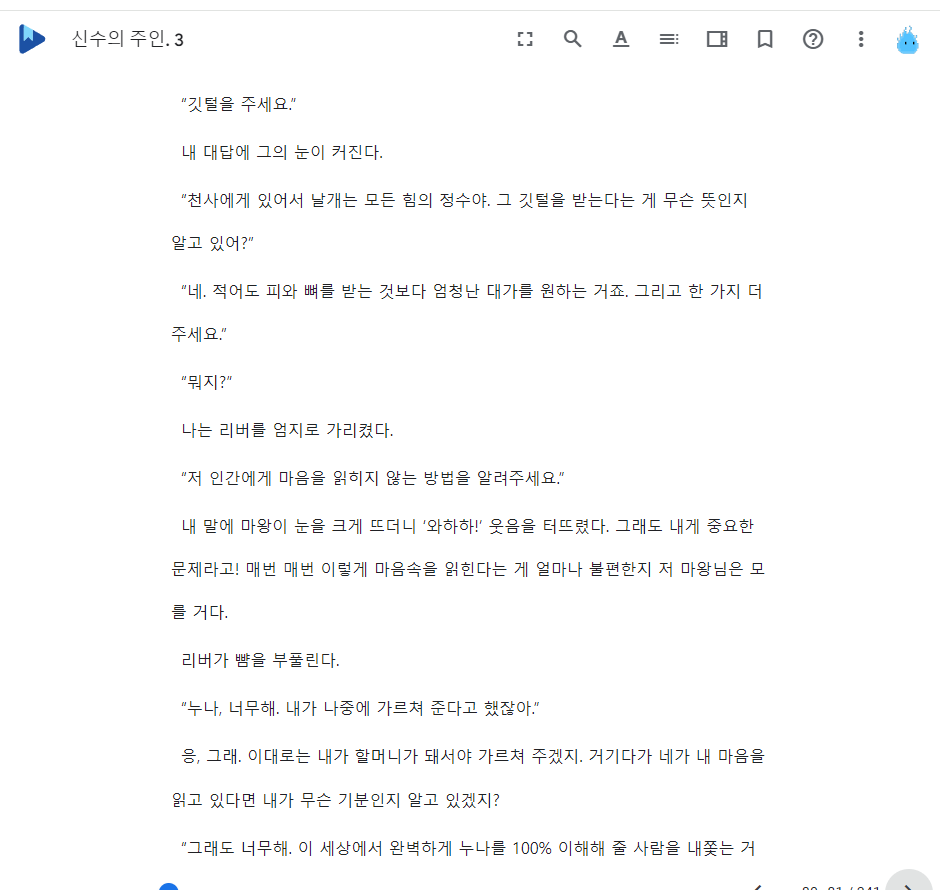 신수의 주인. 3
“깃털을 주세요.”
내 대답에 그의 눈이 커진다.
“천사에게 있어서 날개는 모든 힘의 정수야. 그 깃털을 받는다는 게 무슨 뜻인지
알고 있어?”
“네. 적어도 피와 뼈를 받는 것보다 엄청난 대가를 원하는 거죠. 그리고 한 가지 더
주세요.”
“뭐지?”
나는 리버를 엄지로 가리켰다.
“저 인간에게 마음을 읽히지 않는 방법을 알려주세요.”
내 말에 마왕이 눈을 크게 뜨더니 ‘와하하!’ 웃음을 터뜨렸다. 그래도 내게 중요한
문제라고! 매번 매번 이렇게 마음속을 읽힌다는 게 얼마나 불편한지 저 마왕님은 모
를 거다.
리버가 뺨을 부풀린다.
“누나, 너무해. 내가 나중에 가르쳐 준다고 했잖아.”
응, 그래. 이대로는 내가 할머니가 돼서야 가르쳐 주겠지. 거기다가 네가 내 마음을
읽고 있다면 내가 무슨 기분인지 알고 있겠지?
“그래도 너무해. 이 세상에서 완벽하게 누나를 100% 이해해 줄 사람을 내쫓는 거